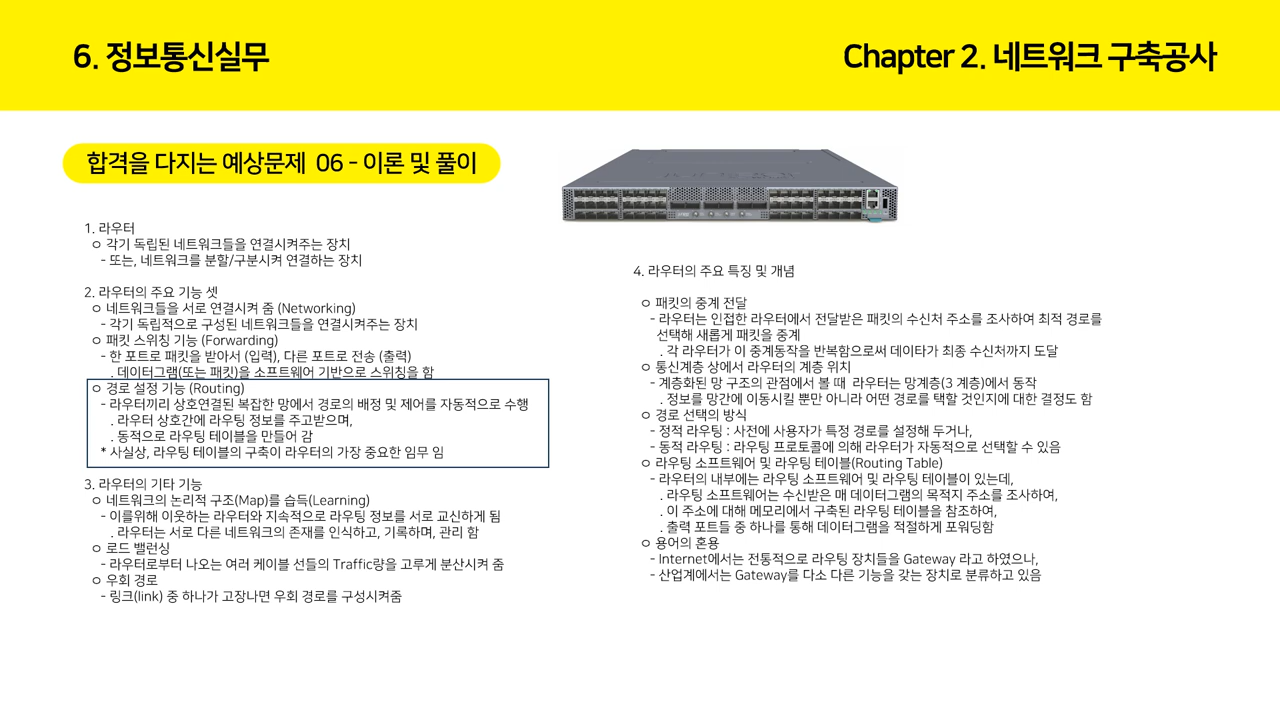 6. 정보통신실무
Chapter 2. 네트워크 구축공사
합격을 다지는 예상문제 06 - 이론 및 풀이
1. 라우터
ㅇ 각기 독립된 네트워크들을 연결시켜주는 장치
- 또는, 네트워크를 분할/구분시켜 연결하는 장치
2. 라우터의 주요 기능 셋
ㅇ 네트워크들을 서로 연결시켜 줌 (Networking)
- 각기 독립적으로 구성된 네트워크들을 연결시켜주는 장치
ㅇ 패킷 스위칭 기능 (Forwarding)
- 한 포트로 패킷을 받아서 (입력), 다른 포트로 전송 (출력)
. 데이터그램(또는 패킷)을 소프트웨어 기반으로 스위칭을 함
ㅇ 경로 설정 기능 (Routing)
- 라우터끼리 상호연결된 복잡한 망에서 경로의 배정 및 제어를 자동적으로 수행
. 라우터 상호간에 라우팅 정보를 주고받으며,
. 동적으로 라우팅 테이블을 만들어 감
* 사실상, 라우팅 테이블의 구축이 라우터의 가장 중요한 임무 임
3. 라우터의 기타 기능
ㅇ 네트워크의 논리적 구조(Map)를 습득(Learning)
- 이를위해 이웃하는 라우터와 지속적으로 라우팅 정보를 서로 교신하게 됨
. 라우터는 서로 다른 네트워크의 존재를 인식하고, 기록하며, 관리 함
ㅇ 로드 밸런싱
- 라우터로부터 나오는 여러 케이블 선들의 Traffic량을 고루게 분산시켜 줌
ㅇ 우회 경로
- 링크(link) 중 하나가 고장나면 우회 경로를 구성시켜줌
4. 라우터의 주요 특징 및 개념
ㅇ 패킷의 중계 전달
- 라우터는 인접한 라우터에서 전달받은 패킷의 수신처 주소를 조사하여 최적 경로를
선택해 새롭게 패킷을 중계
. 각 라우터가 이 중계동작을 반복함으로써 데이타가 최종 수신처까지 도달
ㅇ 통신계층 상에서 라우터의 계층 위치
- 계층화된 망 구조의 관점에서 볼 때 라우터는 망계층(3 계층)에서 동작
. 정보를 망간에 이동시킬 뿐만 아니라 어떤 경로를 택할 것인지에 대한 결정도 함
ㅇ 경로 선택의 방식
- 정적 라우팅 : 사전에 사용자가 특정 경로를 설정해 두거나,
- 동적 라우팅 : 라우팅 프로토콜에 의해 라우터가 자동적으로 선택할 수 있음
ㅇ 라우팅 소프트웨어 및 라우팅 테이블(Routing Table)
- 라우터의 내부에는 라우팅 소프트웨어 및 라우팅 테이블이 있는데,
. 라우팅 소프트웨어는 수신받은 매 데이터그램의 목적지 주소를 조사하여,
. 이 주소에 대해 메모리에서 구축된 라우팅 테이블을 참조하여,
. 출력 포트들 중 하나를 통해 데이터그램을 적절하게 포워딩함
ㅇ 용어의 혼용
- Internet에서는 전통적으로 라우팅 장치들을 Gateway 라고 하였으나,
- 산업계에서는 Gateway를 다소 다른 기능을 갖는 장치로 분류하고 있음